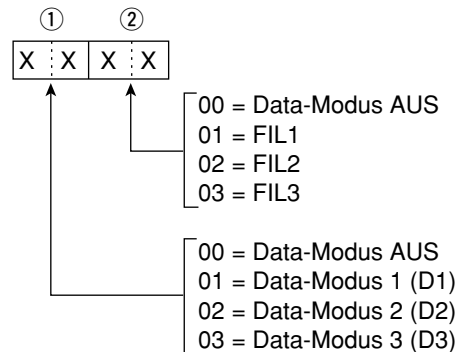 ① ②
X X X X
00 = Data-Modus AUS
01 = FIL1
02 = FIL2
03 = FIL3
00 = Data-Modus AUS
01 = Data-Modus 1 (D1)
02 = Data-Modus 2 (D2)
03 = Data-Modus 3 (D3)